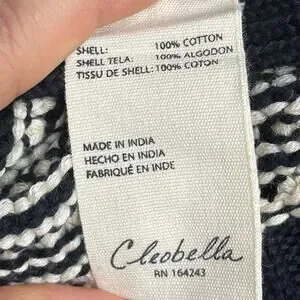 SHELL: 100% COTTON
SHELL TELA: 100% ALGODON
TISSU DE SHELL: 100% COTON
MADE IN INDIA
HECHO EN INDIA
FABRIQUÉ EN INDE
Cleobella
RN 164243